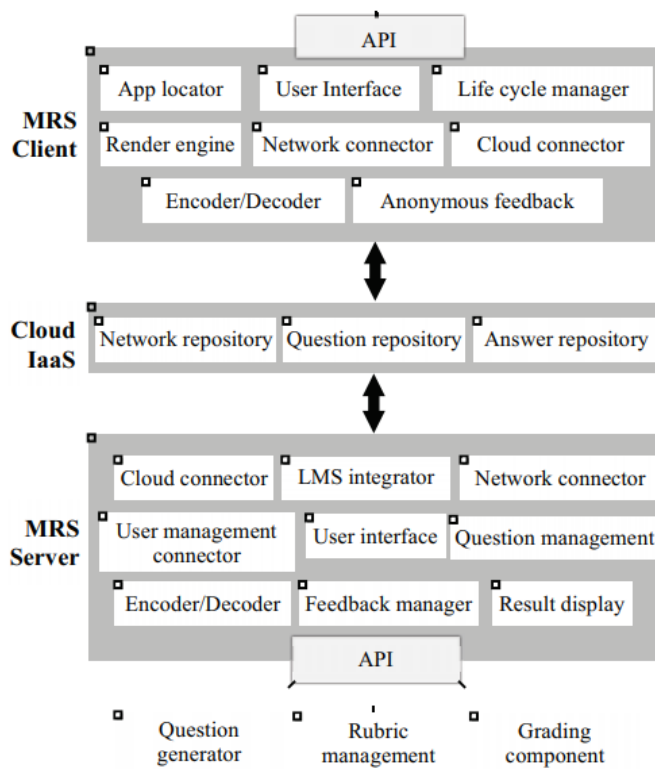 API
App locator
User Interface
Life cycle manager
MRS
Client
Render engine
Network connector
Cloud connector
Encoder/Decoder
Anonymous feedback
Cloud
IaaS
Network repository
Question repository
Answer repository
Cloud connector
LMS integrator
Network connector
MRS
Server
User management
connector
User interface
Question management
Encoder/Decoder
Feedback manager
Result display
API
Question
generator
Rubric
management
Grading
component